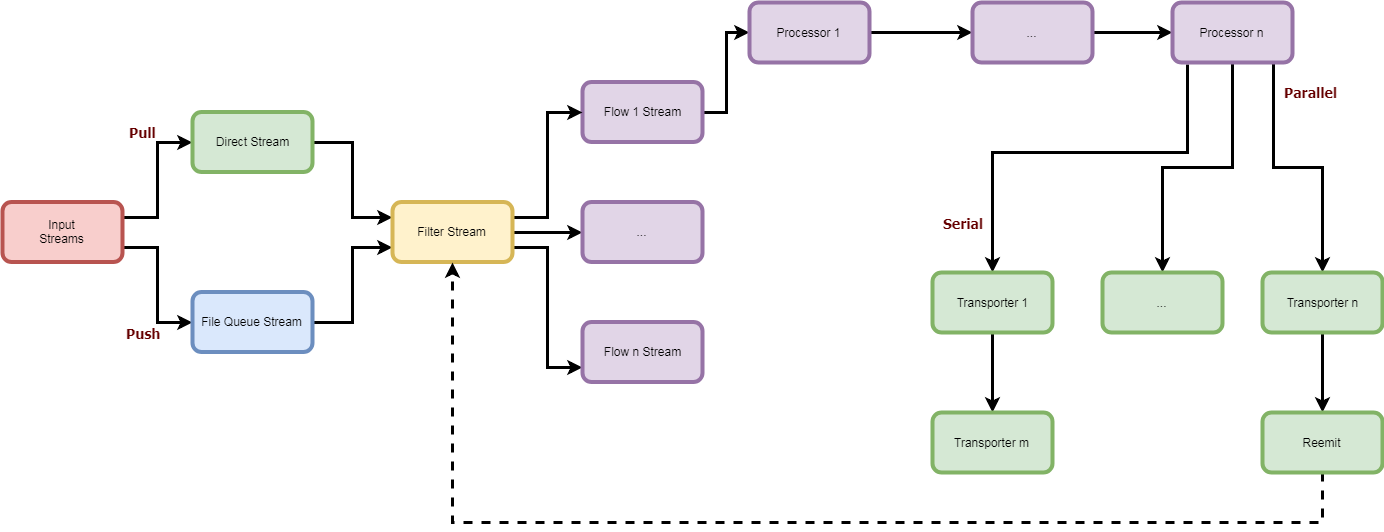 Processor 1
...
Processor n
Parallel
Flow 1 Stream
Pull
Direct Stream
Input
Streams
Filter Stream
...
Serial
Push
File Queue Stream
Flow n Stream
Transporter 1
...
Transporter n
Transporter m
Reemit